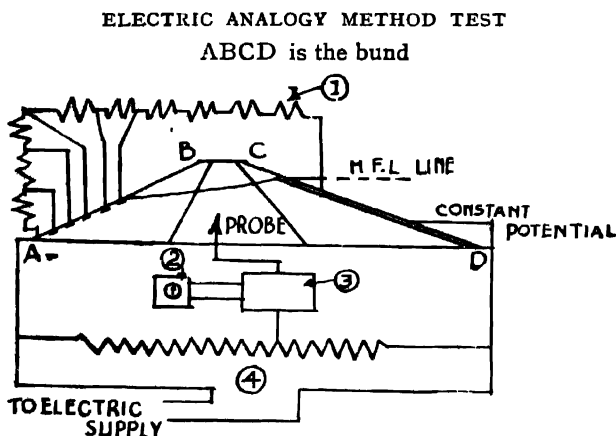 ELECTRIC ANALOGY METHOD TEST
ABCD is the bund
1
B C
M.F.L LINE
CONSTANT
POTENTIAL
PROBE
A
D
2
3
4
TO ELECTRIC
SUPPLY